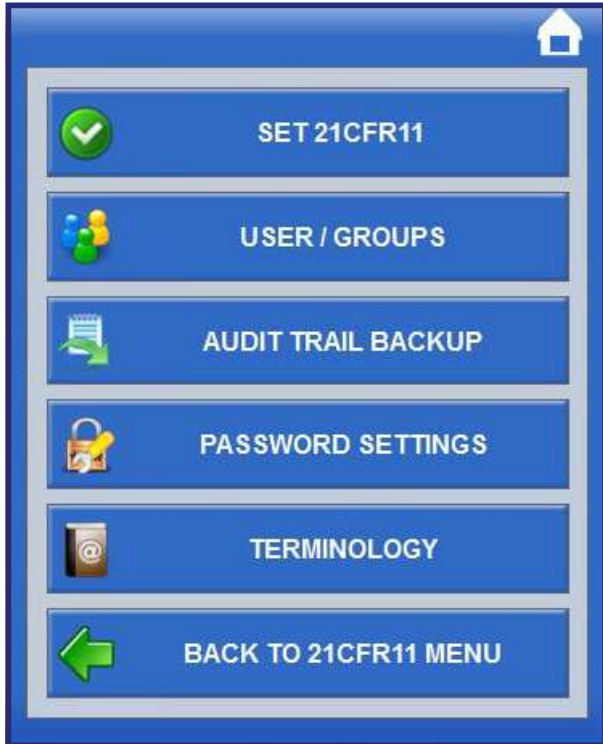 SET 21CFR11
USER / GROUPS
AUDIT TRAIL BACKUP
PASSWORD SETTINGS
@
TERMINOLOGY
BACK TO 21CFR11 MENU